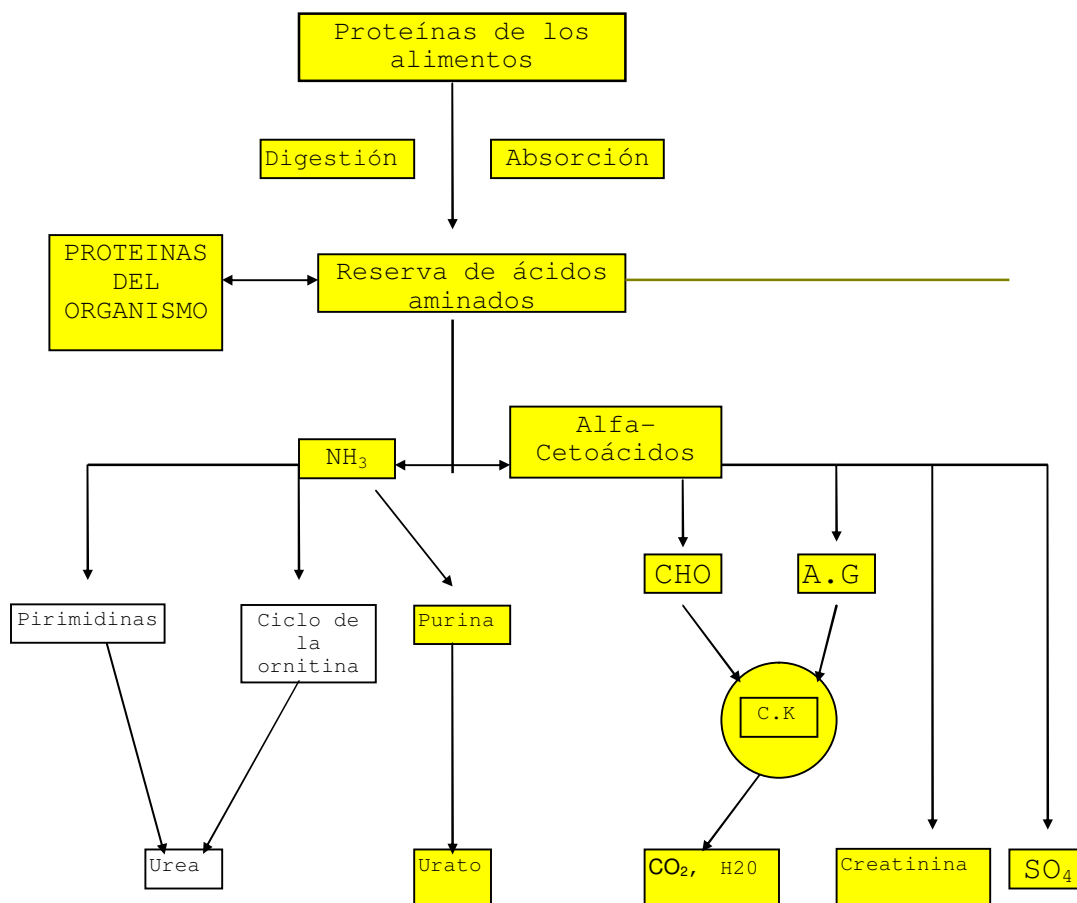 Proteínas de los
alimentos
Digestión
Absorción
PROTEINAS
DEL
ORGANISMO
Reserva de ácidos
aminados
Alfa-
Cetoácidos
NH₃
CHO
A.G
Pirimidinas
Ciclo de
la
ornitina
Purina
C.K
Urea
Urato
CO₂, H20
Creatinina
SO₄